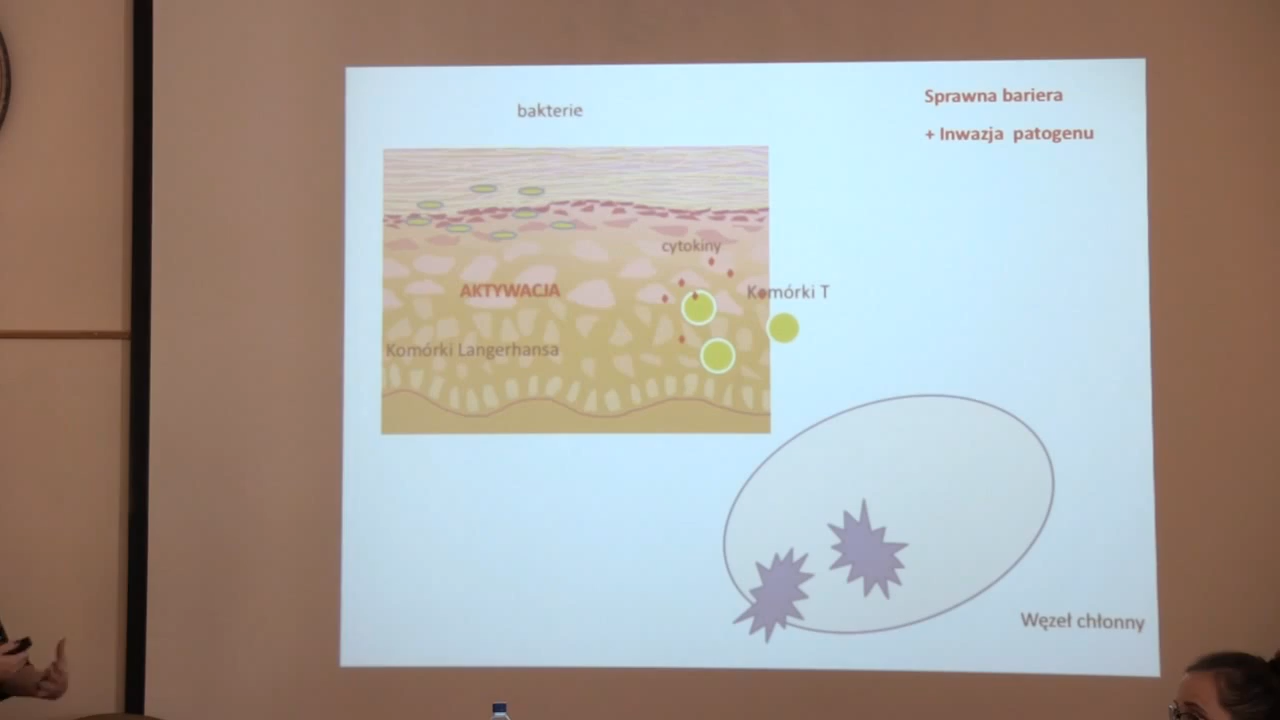 Sprawna bariera
+ Inwazja patogenu
bakterie
cytokiny
AKTYWACJA
Komórki T
Komórki Langerhansa
Węzeł chłonny